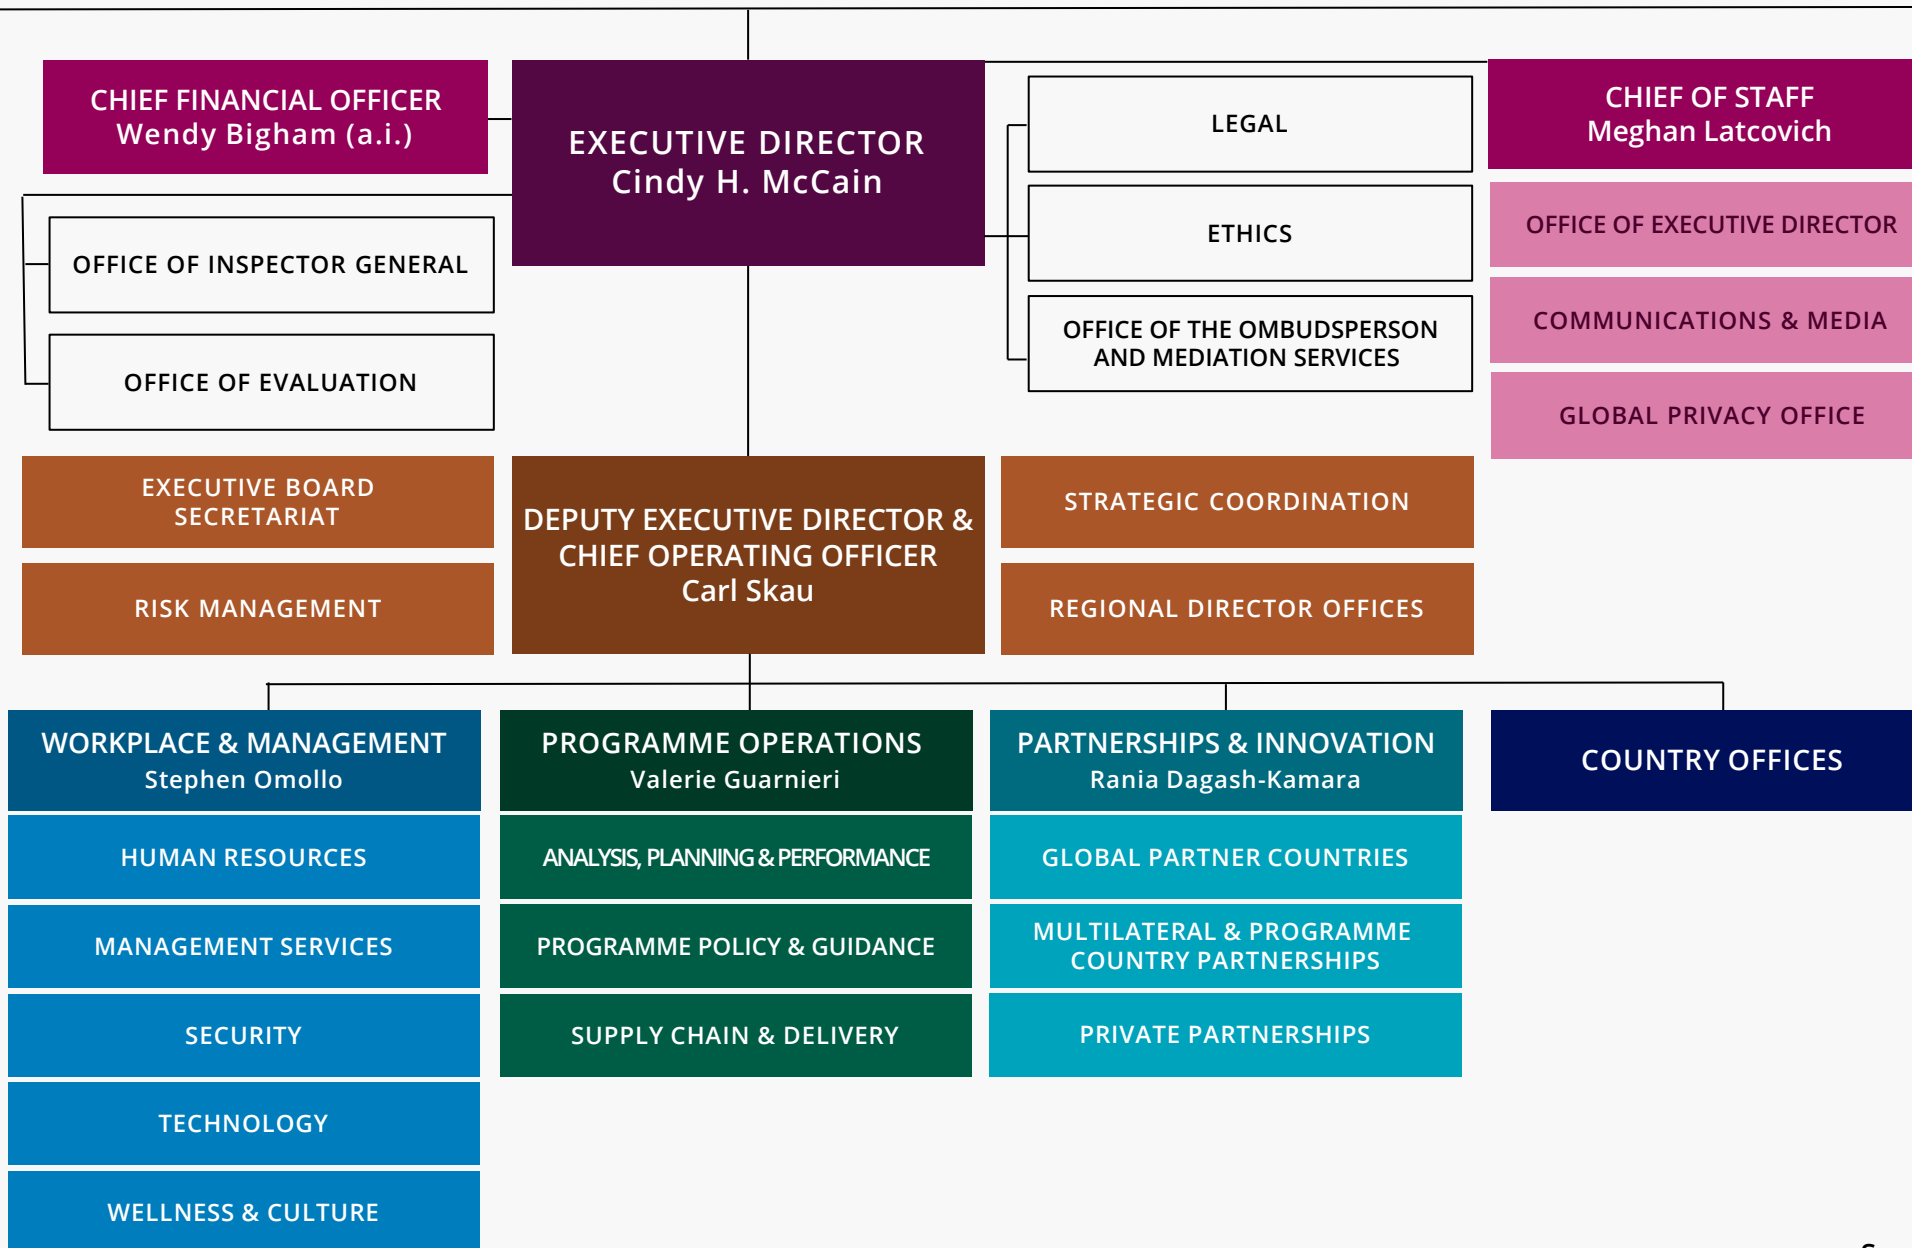 CHIEF FINANCIAL OFFICER
Wendy Bigham (a.i.)
EXECUTIVE DIRECTOR
Cindy H. McCain
LEGAL
ETHICS
OFFICE OF THE OMBUDSPERSON
AND MEDIATION SERVICES
CHIEF OF STAFF
Meghan Latcovich
OFFICE OF EXECUTIVE DIRECTOR
COMMUNICATIONS & MEDIA
GLOBAL PRIVACY OFFICE
OFFICE OF INSPECTOR GENERAL
OFFICE OF EVALUATION
EXECUTIVE BOARD
SECRETARIAT
RISK MANAGEMENT
DEPUTY EXECUTIVE DIRECTOR &
CHIEF OPERATING OFFICER
Carl Skau
STRATEGIC COORDINATION
REGIONAL DIRECTOR OFFICES
WORKPLACE & MANAGEMENT
Stephen Omollo
HUMAN RESOURCES
MANAGEMENT SERVICES
SECURITY
TECHNOLOGY
WELLNESS & CULTURE
PROGRAMME OPERATIONS
Valerie Guarnieri
ANALYSIS, PLANNING & PERFORMANCE
PROGRAMME POLICY & GUIDANCE
SUPPLY CHAIN & DELIVERY
PARTNERSHIPS & INNOVATION
Rania Dagash-Kamara
GLOBAL PARTNER COUNTRIES
MULTILATERAL & PROGRAMME
COUNTRY PARTNERSHIPS
PRIVATE PARTNERSHIPS
COUNTRY OFFICES